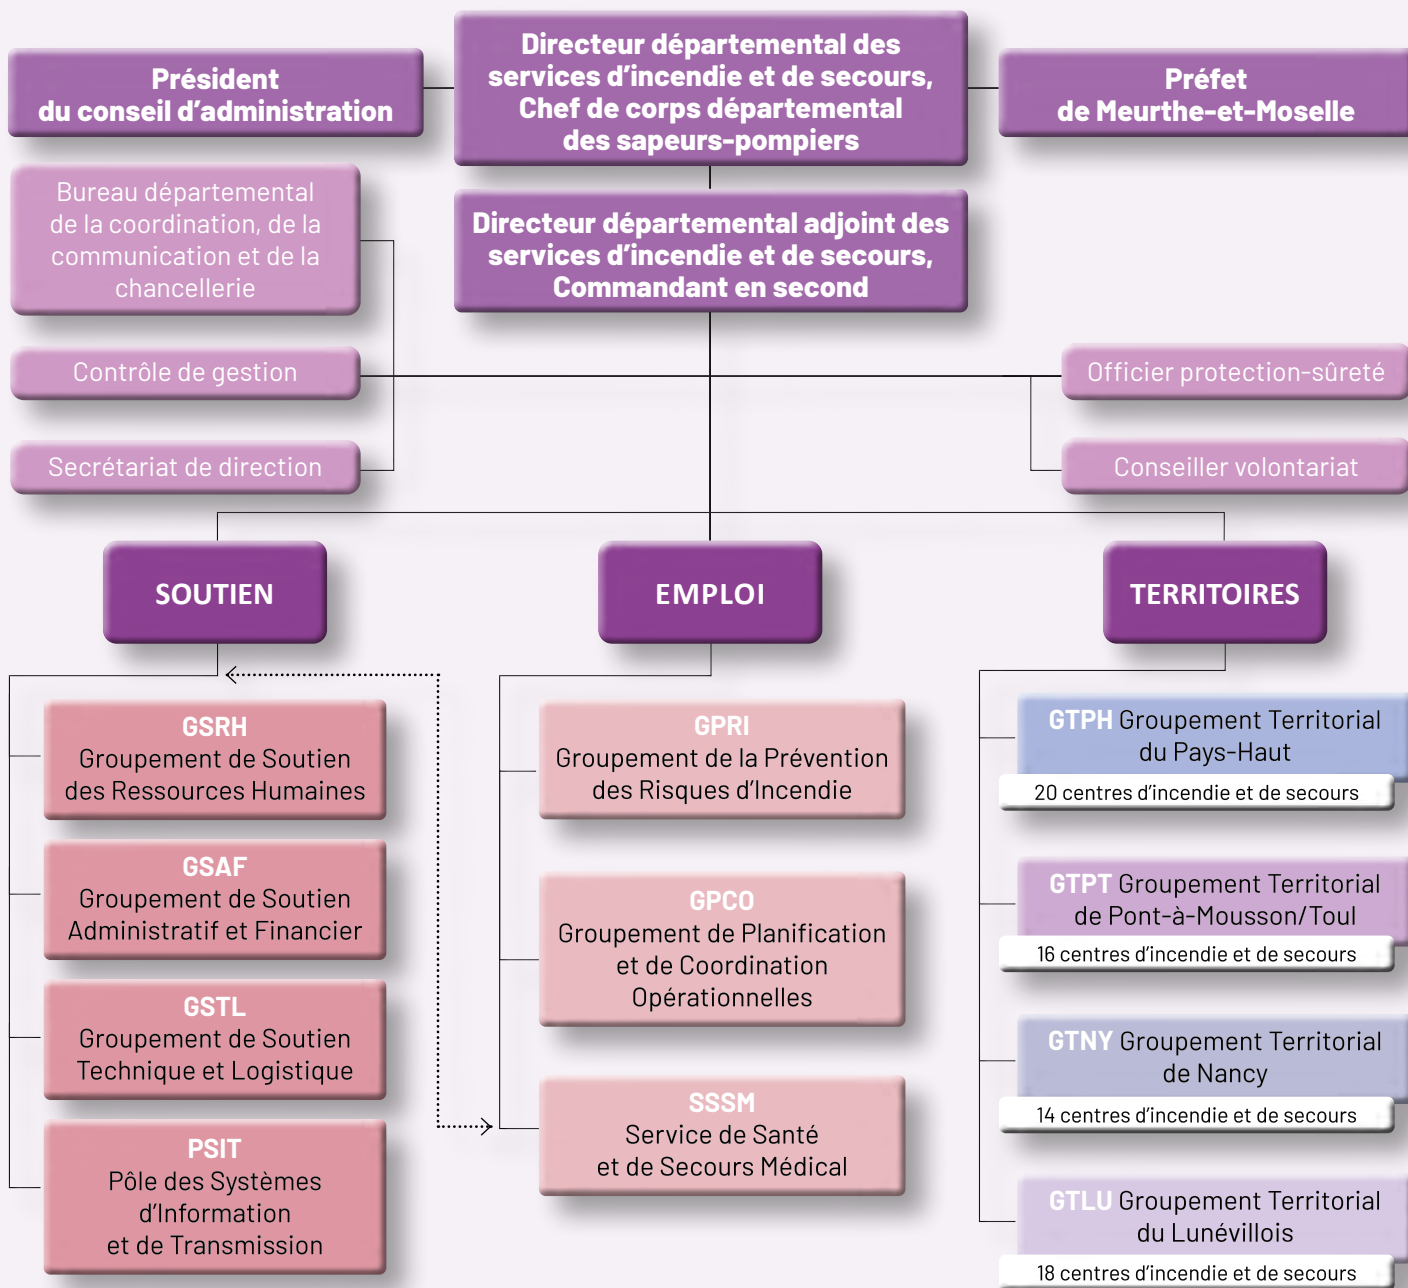 Président
du conseil d'administration
Directeur départemental des
services d'incendie et de secours,
Chef de corps départemental
des sapeurs-pompiers
Préfet
de Meurthe-et-Moselle
Directeur départemental adjoint des
services d'incendie et de secours,
Commandant en second
Bureau départemental
de la coordination, de la
communication et de la
chancellerie
Contrôle de gestion
Secrétariat de direction
Officier protection-sûreté
Conseiller volontariat
SOUTIEN
GSRH
Groupement de Soutien
des Ressources Humaines
GSAF
Groupement de Soutien
Administratif et Financier
GSTL
Groupement de Soutien
Technique et Logistique
PSIT
Pôle des Systèmes
d'Information
et de Transmission
EMPLOI
GPRI
Groupement de la Prévention
des Risques d'Incendie
GPCO
Groupement de Planification
et de Coordination
Opérationnelles
SSSM
Service de Santé
et de Secours Médical
TERRITOIRES
GTPH Groupement Territorial
du Pays-Haut
20 centres d'incendie et de secours
GTPT Groupement Territorial
de Pont-à-Mousson/Toul
16 centres d'incendie et de secours
GTNY Groupement Territorial
de Nancy
14 centres d'incendie et de secours
GTLU Groupement Territorial
du Lunévillois
18 centres d'incendie et de secours